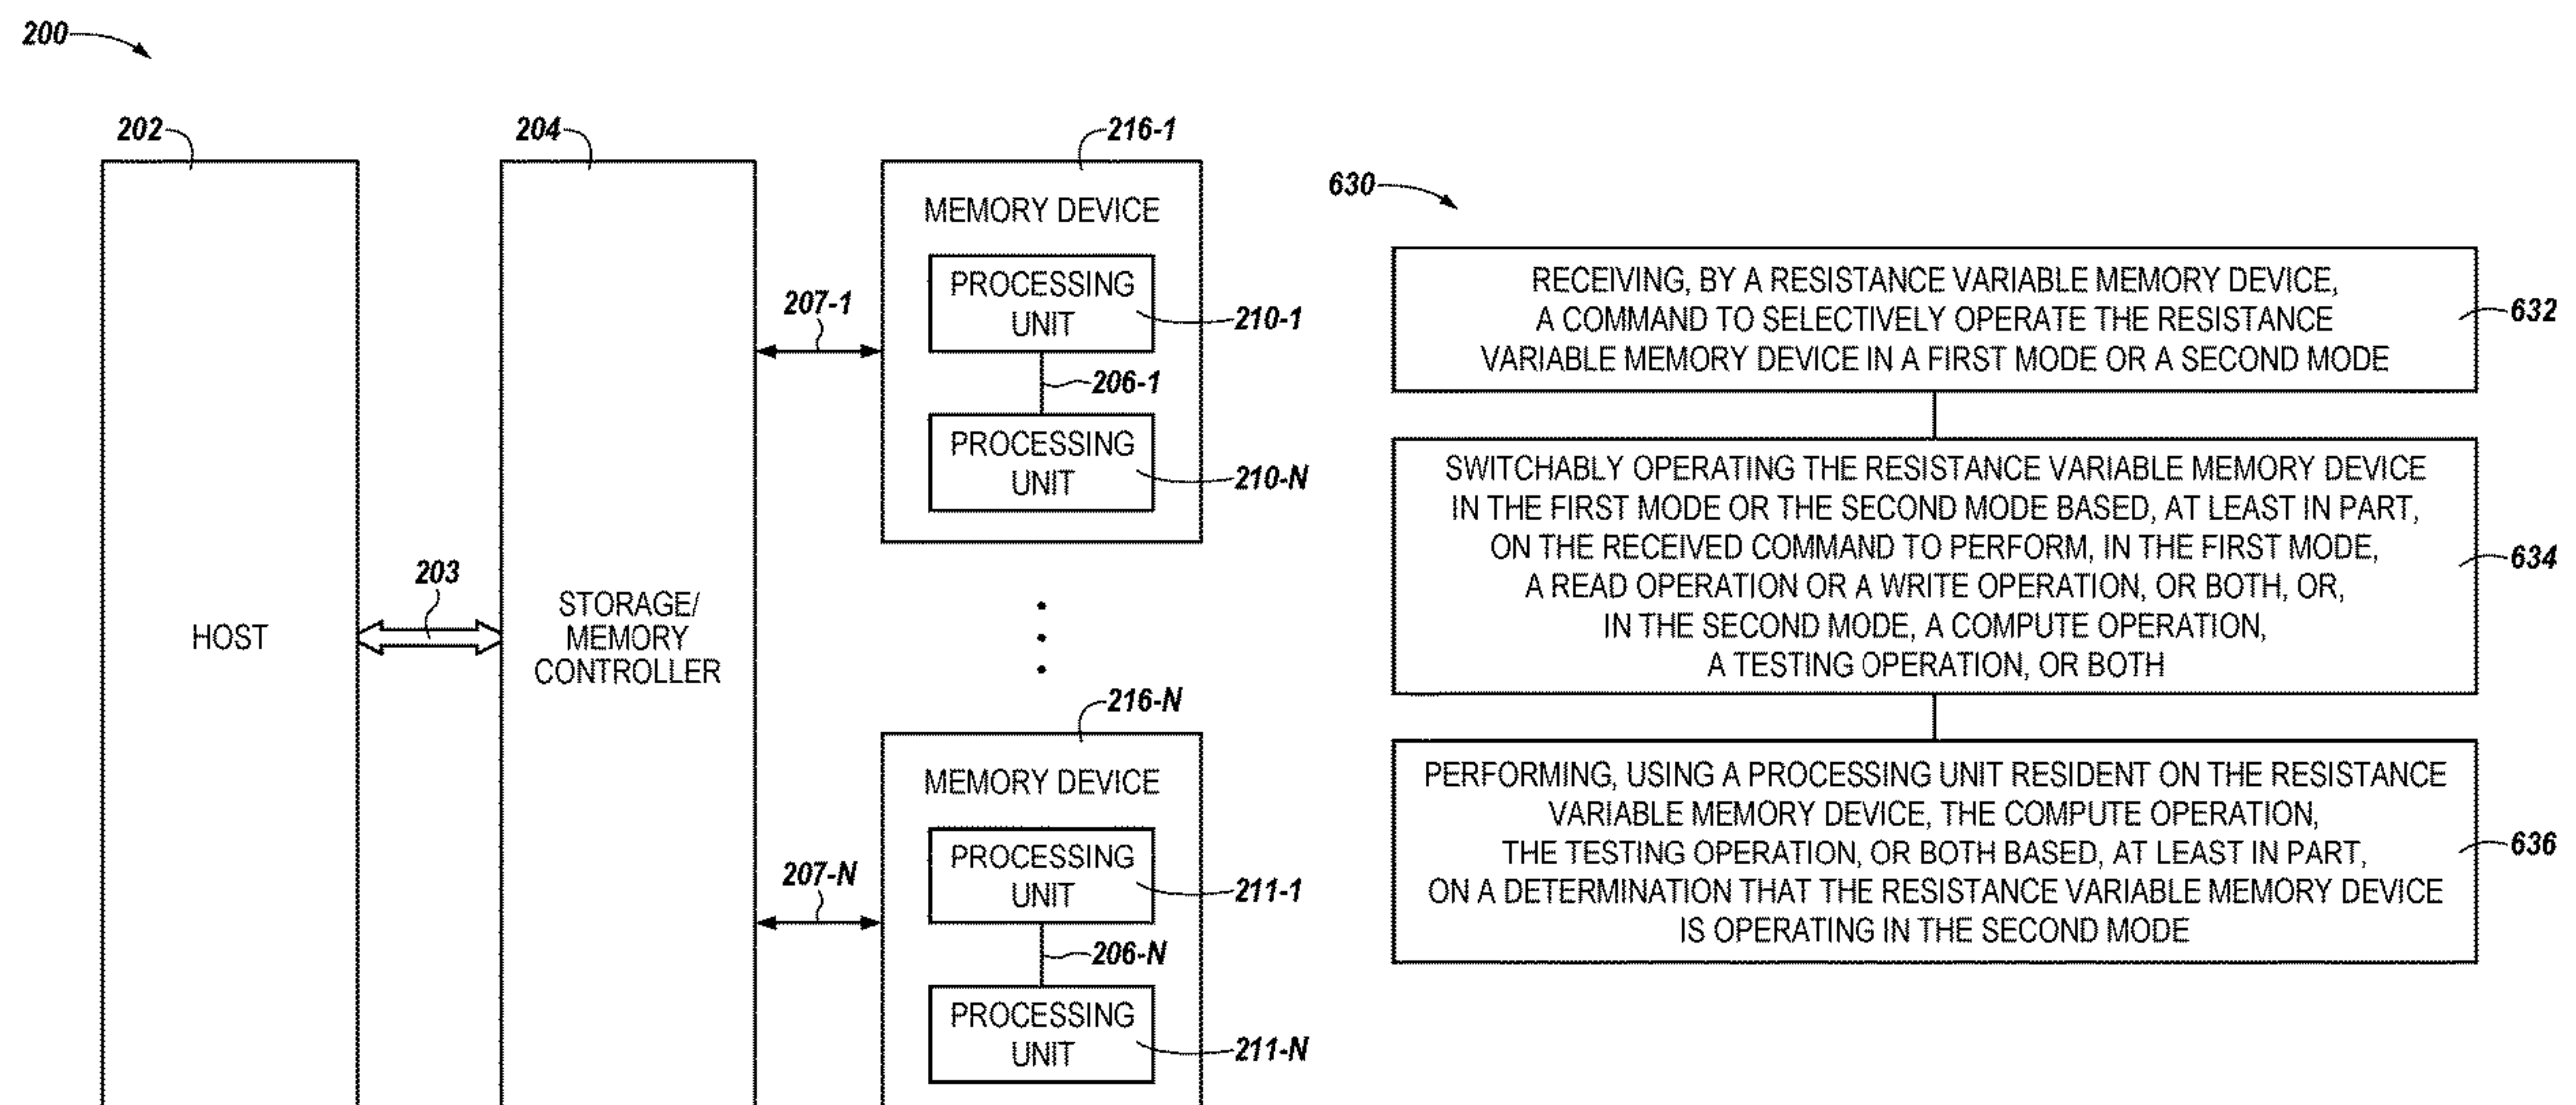 200
202
204
216-1
MEMORY DEVICE
PROCESSING
UNIT
210-1
207-1
206-1
PROCESSING
UNIT
210-N
203
HOST
STORAGE/
MEMORY
CONTROLLER
216-N
MEMORY DEVICE
PROCESSING
UNIT
211-1
207-N
206-N
PROCESSING
UNIT
211-N
630
RECEIVING, BY A RESISTANCE VARIABLE MEMORY DEVICE,
A COMMAND TO SELECTIVELY OPERATE THE RESISTANCE
VARIABLE MEMORY DEVICE IN A FIRST MODE OR A SECOND MODE
632
SWITCHABLY OPERATING THE RESISTANCE VARIABLE MEMORY DEVICE
IN THE FIRST MODE OR THE SECOND MODE BASED, AT LEAST IN PART,
ON THE RECEIVED COMMAND TO PERFORM, IN THE FIRST MODE,
A READ OPERATION OR A WRITE OPERATION, OR BOTH, OR,
IN THE SECOND MODE, A COMPUTE OPERATION,
A TESTING OPERATION, OR BOTH
634
PERFORMING, USING A PROCESSING UNIT RESIDENT ON THE RESISTANCE
VARIABLE MEMORY DEVICE, THE COMPUTE OPERATION,
THE TESTING OPERATION, OR BOTH BASED, AT LEAST IN PART,
ON A DETERMINATION THAT THE RESISTANCE VARIABLE MEMORY DEVICE
IS OPERATING IN THE SECOND MODE
636